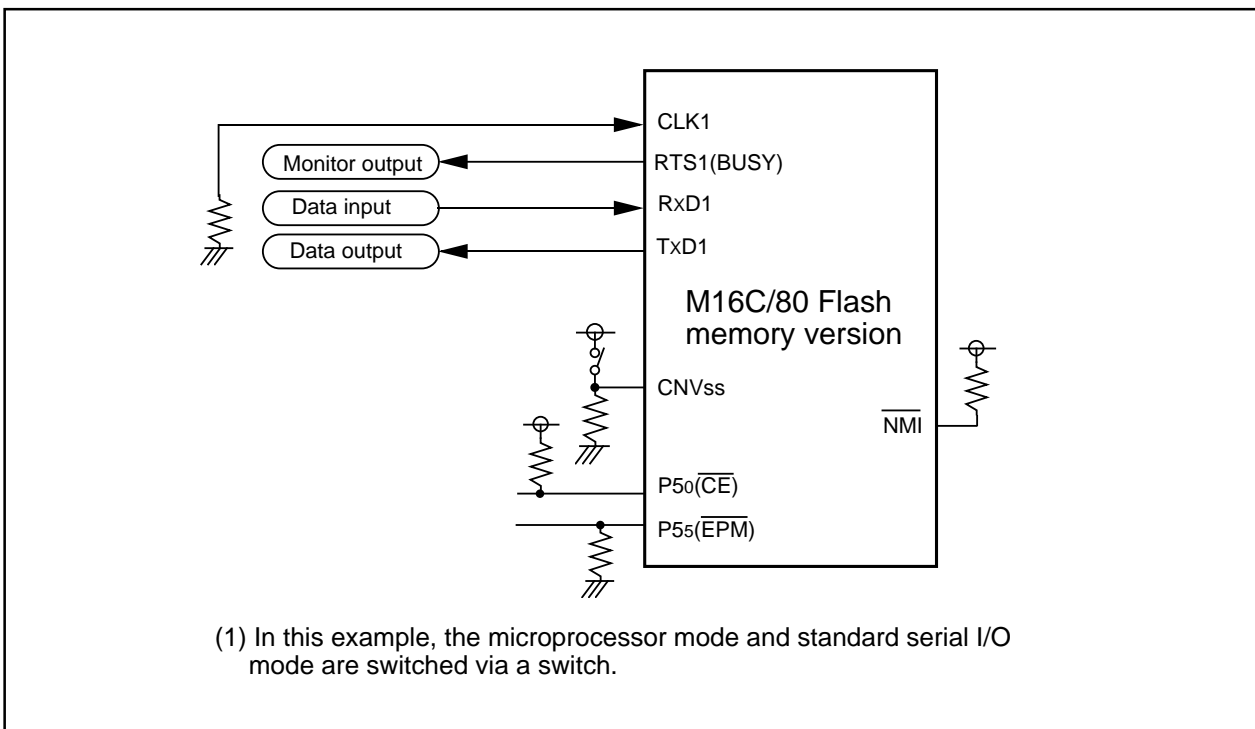 CLK1
Monitor output
RTS1(BUSY)
Data input
RxD1
Data output
TxD1
M16C/80 Flash
memory version
CNVss
NMI
P50(CE)
P55(EPM)
(1) In this example, the microprocessor mode and standard serial I/O
mode are switched via a switch.